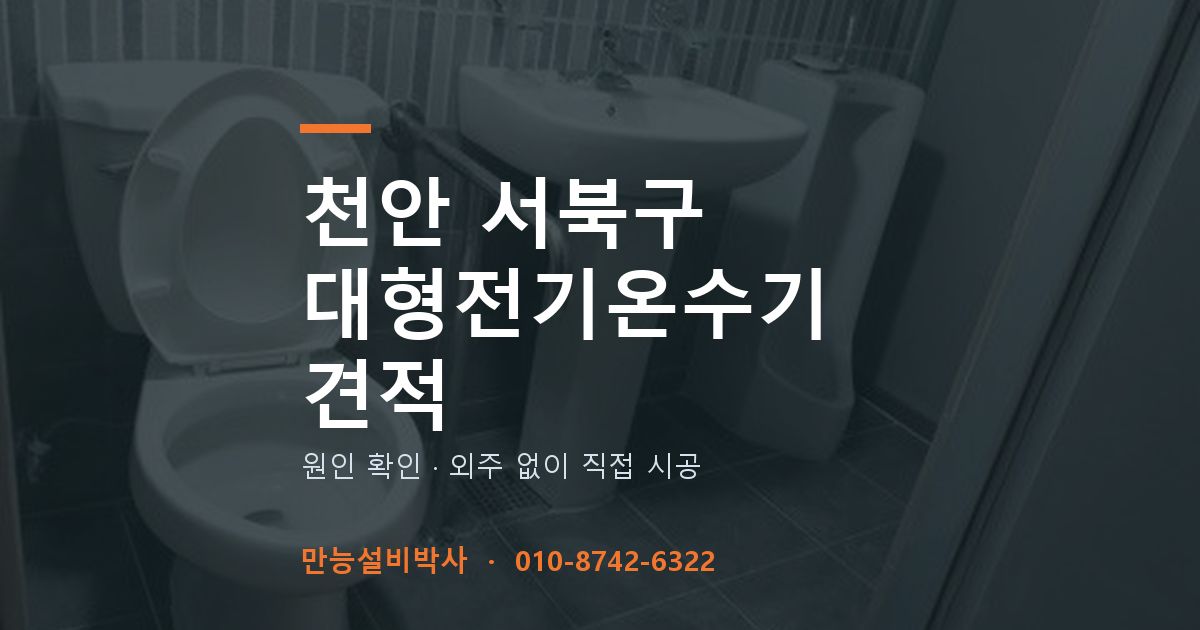 천안 서북구
대형전기온수기
견적
원인 확인 · 외주 없이 직접 시공
만능설비박사 · 010-8742-6322